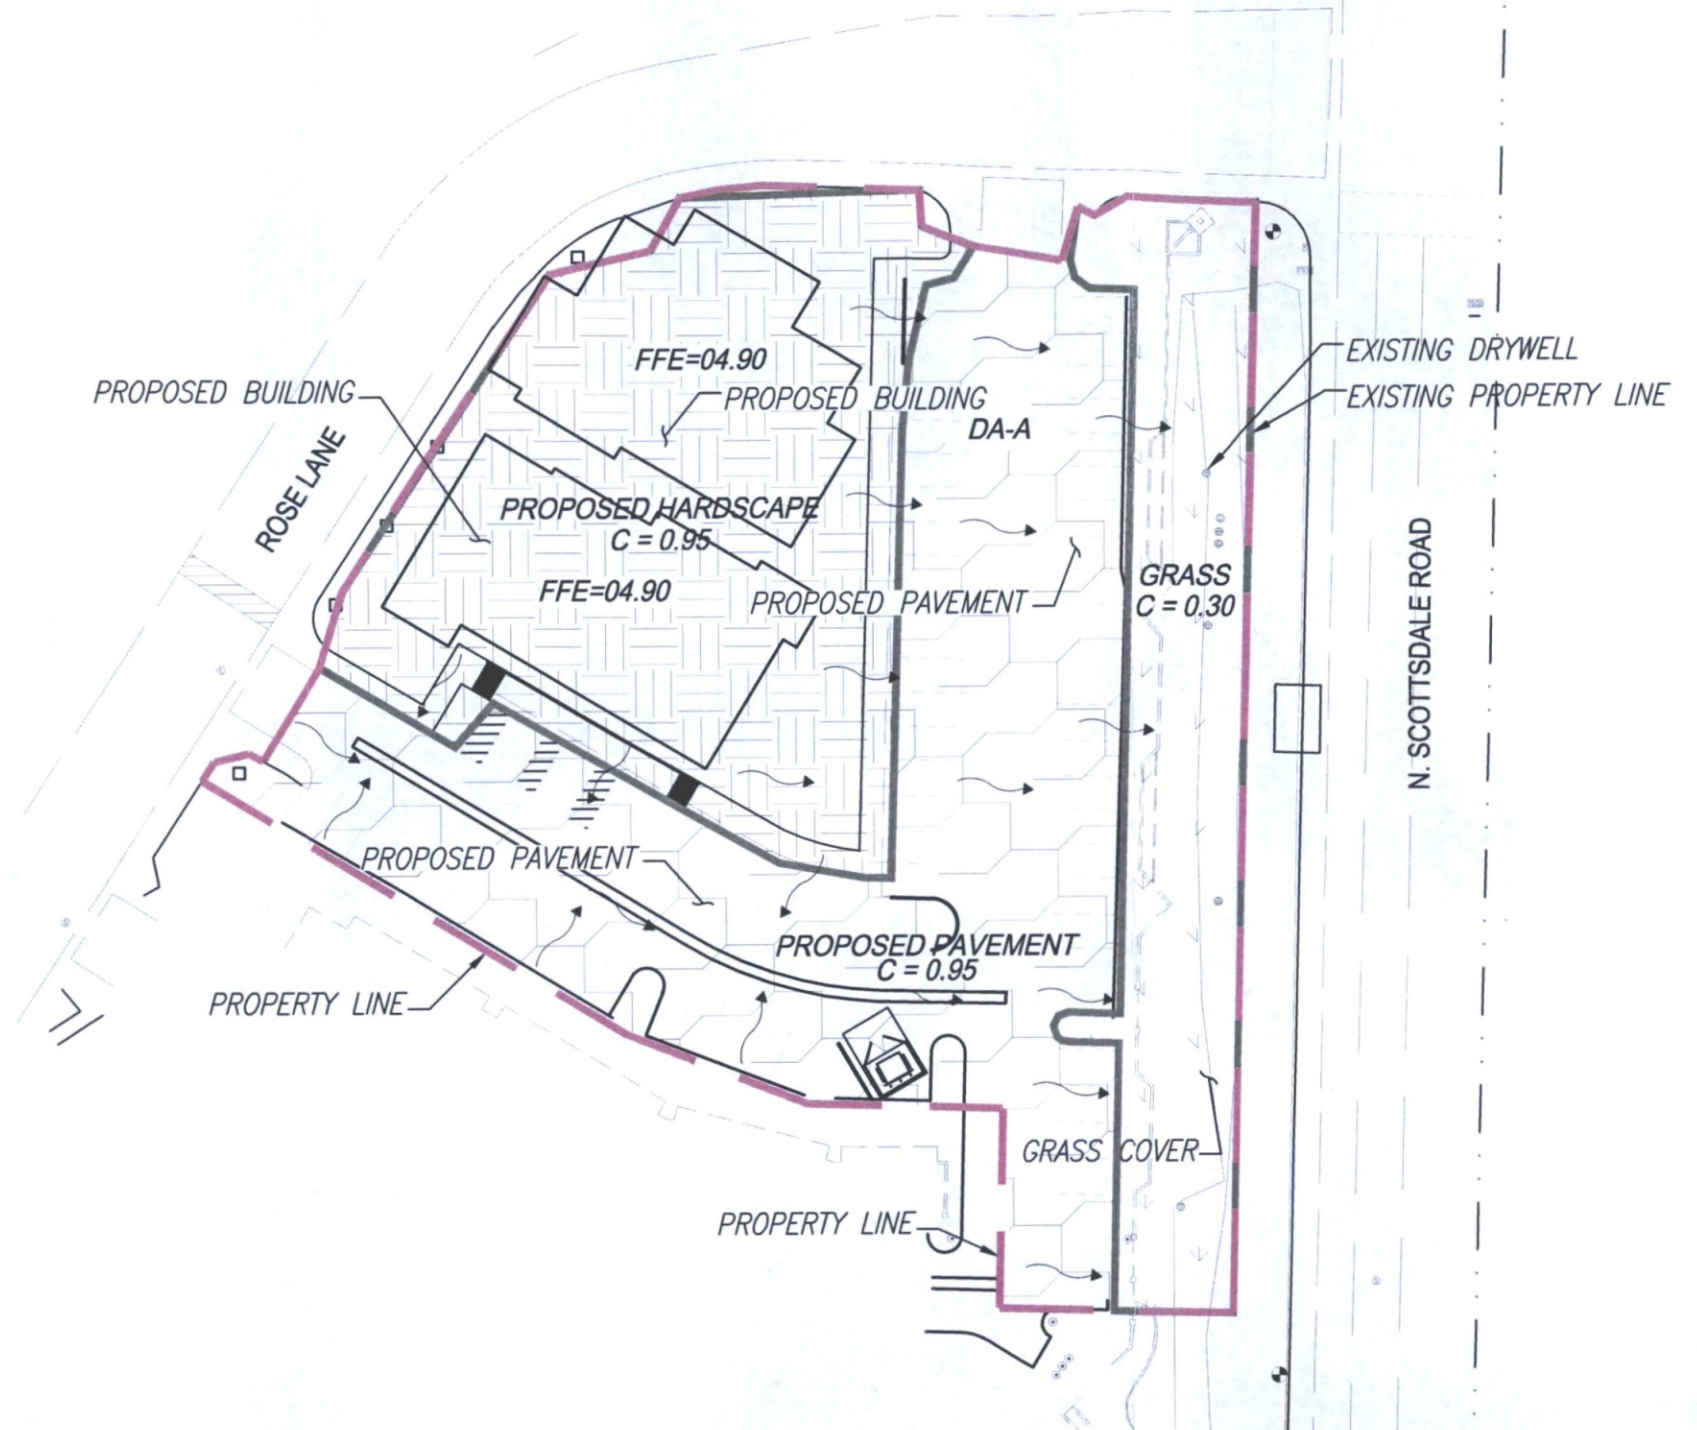 FFE=04.90
EXISTING DRYWELL
PROPOSED BUILDING
PROPOSED BUILDING
EXISTING PROPERTY LINE
DA-A
ROSE LANE
PROPOSED HARDSCAPE
C = 0.95
FFE=04.90
PROPOSED PAVEMENT
GRASS
C = 0.30
N. SCOTTSDALE ROAD
PROPOSED PAVEMENT
PROPOSED PAVEMENT
C = 0.95
PROPERTY LINE
GRASS COVER
PROPERTY LINE